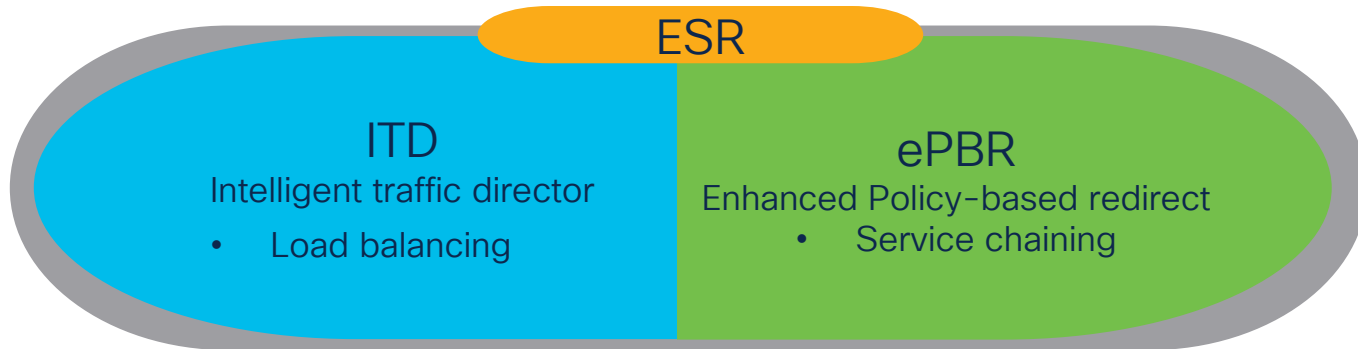 ESR
ITD
Intelligent traffic director
• Load balancing
ePBR
Enhanced Policy-based redirect
• Service chaining